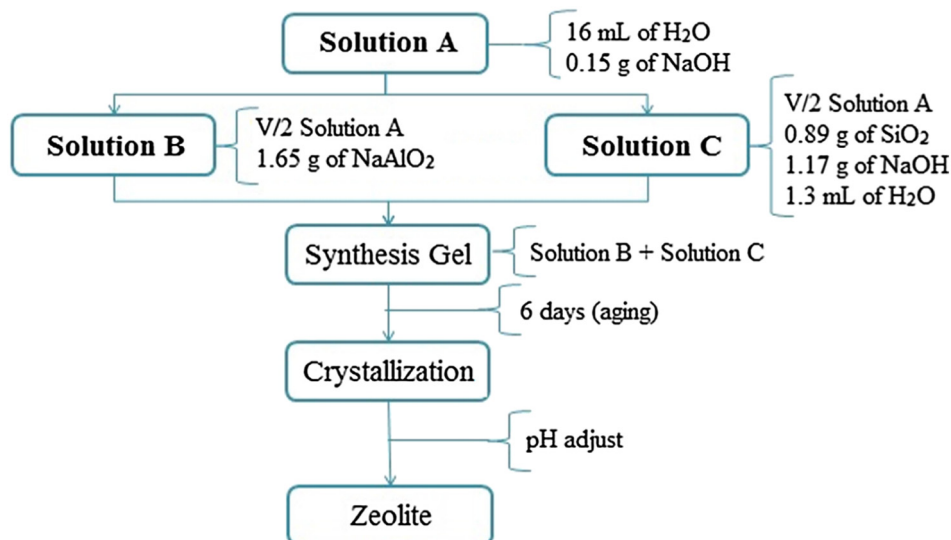 Solution A
16 mL of H₂O
0.15 g of NaOH
Solution B
V/2 Solution A
1.65 g of NaAlO₂
Solution C
V/2 Solution A
0.89 g of SiO₂
1.17 g of NaOH
1.3 mL of H₂O
Synthesis Gel
Solution B + Solution C
6 days (aging)
Crystallization
pH adjust
Zeolite